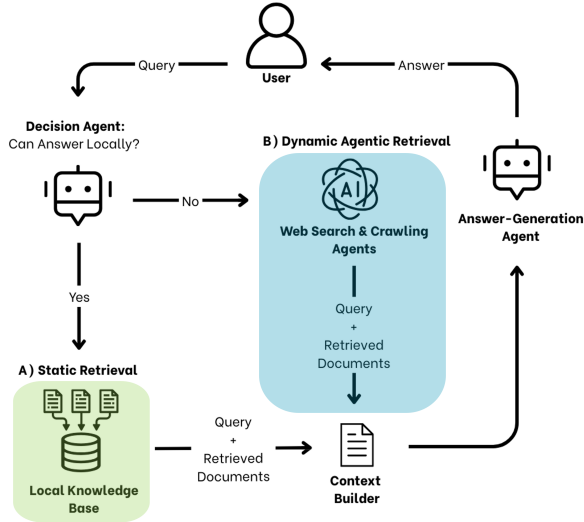 User
Query
Answer
Decision Agent:
Can Answer Locally?
B) Dynamic Agentic Retrieval
AI
No
Web Search & Crawling
Agents
Answer-Generation
Agent
Yes
Query
+
Retrieved
Documents
A) Static Retrieval
Query
+
Retrieved
Documents
Local Knowledge
Base
Context
Builder